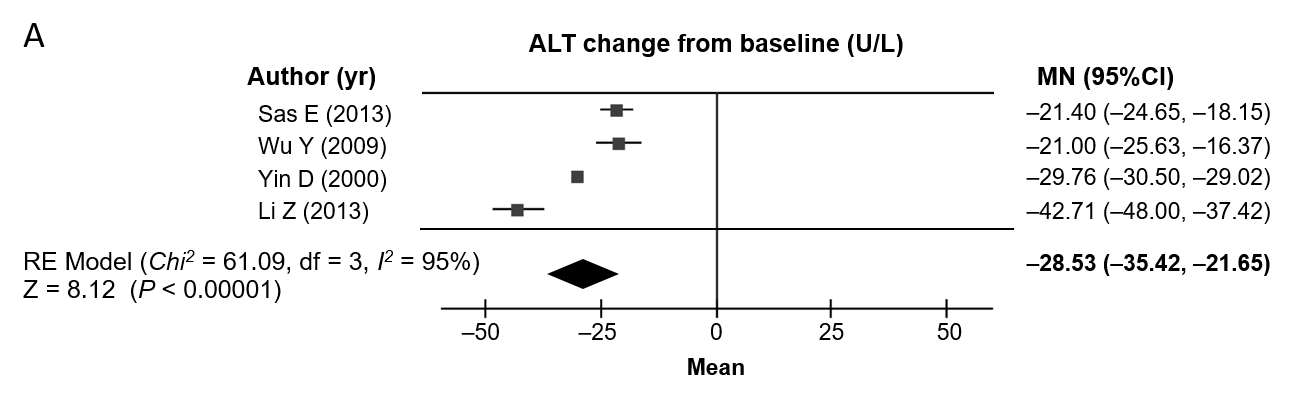 A
ALT change from baseline (U/L)
Author (yr) MN (95%CI)
Sas E (2013) –21.40 (–24.65, –18.15)
Wu Y (2009) –21.00 (–25.63, –16.37)
Yin D (2000) –29.76 (–30.50, –29.02)
Li Z (2013) –42.71 (–48.00, –37.42)
RE Model (Chi² = 61.09, df = 3, I² = 95%) –28.53 (–35.42, –21.65)
Z = 8.12 (P < 0.00001)
–50 –25 0 25 50
Mean